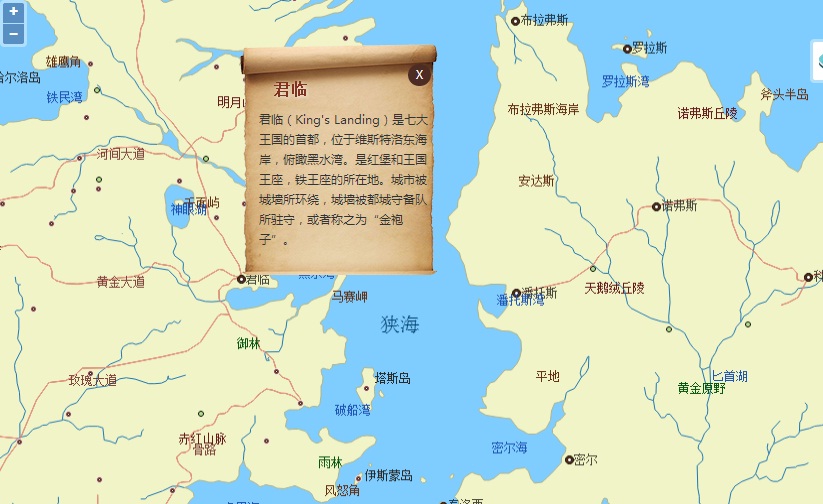 +
−
布拉弗斯
罗拉斯
雄鹰角
哈尔洛岛
铁民湾
罗拉斯湾
斧头半岛
明月山
布拉弗斯海岸
诺弗斯丘陵
X
君临
君临（King's Landing）是七大
王国的首都，位于维斯特洛东海
岸，俯瞰黑水湾。是红堡和王国
王座，铁王座的所在地。城市被
城墙所环绕，城墙被都城守备队
所驻守，或者称之为“金袍
子”。
河间大道
安达斯
千面屿
神眼湖
诺弗斯
黄金大道
君临
黑水湾
科
马赛岬
潘托斯
潘托斯湾
天鹅绒丘陵
狭海
御林
玫瑰大道
塔斯岛
平地
匕首湖
黄金原野
破船湾
赤红山脉
骨路
密尔海
雨林
密尔
伊斯蒙岛
风怒角